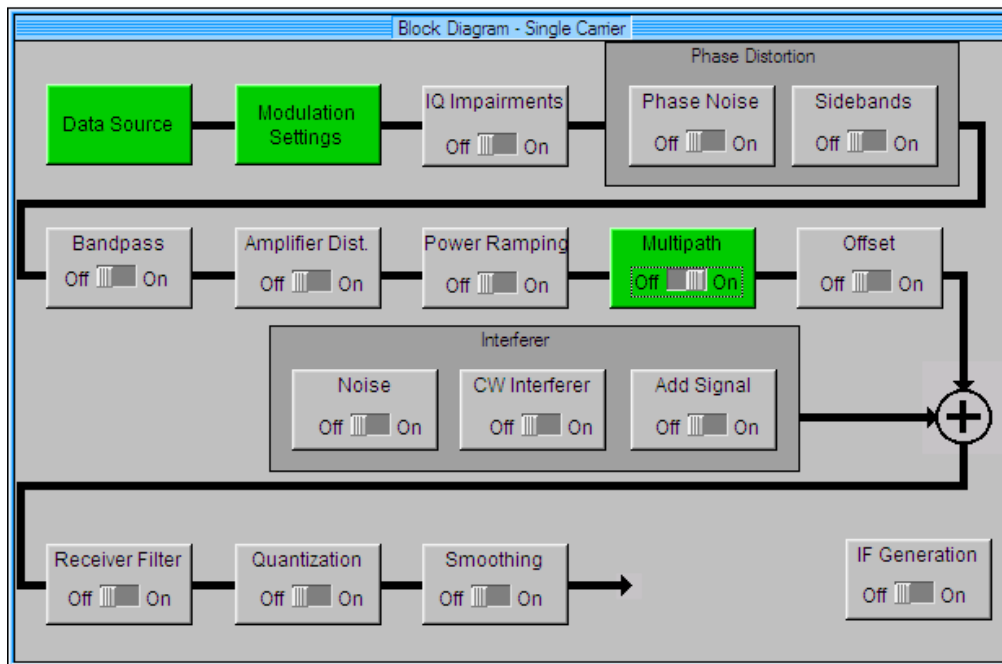 Block Diagram - Single Carrier
Phase Distortion
Data Source
Modulation
Settings
IQ Impairments
Off On
Phase Noise
Off On
Sidebands
Off On
Bandpass
Off On
Amplifier Dist.
Off On
Power Ramping
Off On
Multipath
Off On
Offset
Off On
Interferer
Noise
Off On
CW Interferer
Off On
Add Signal
Off On
Receiver Filter
Off On
Quantization
Off On
Smoothing
Off On
IF Generation
Off On